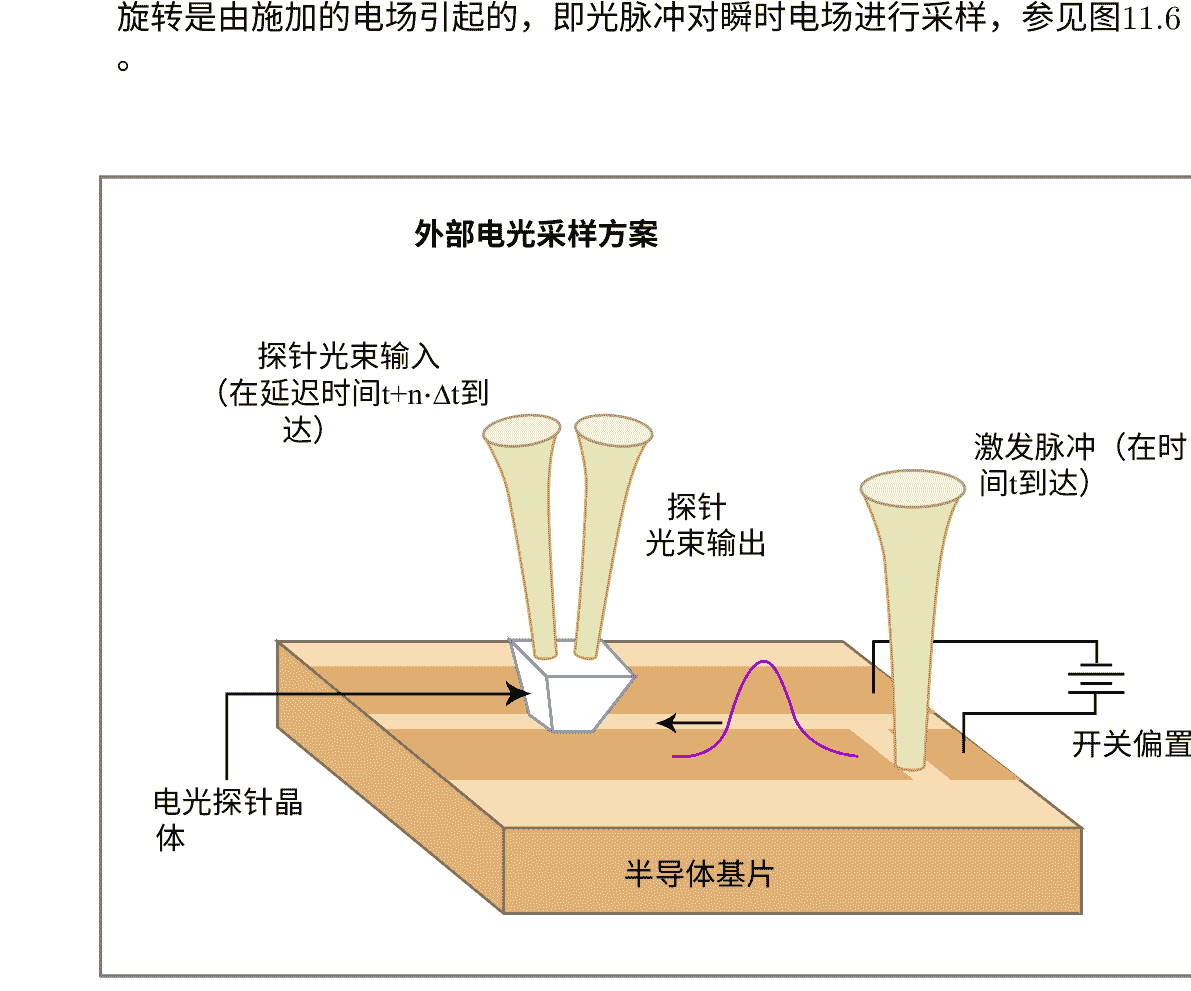 旋转是由施加的电场引起的，即光脉冲对瞬时电场进行采样，参见图11.6
。
外部电光采样方案
探针光束输入
（在延迟时间t+n·Δt到
达）
激发脉冲（在时
间t到达）
探针
光束输出
开关偏置
电光探针晶
体
半导体基片